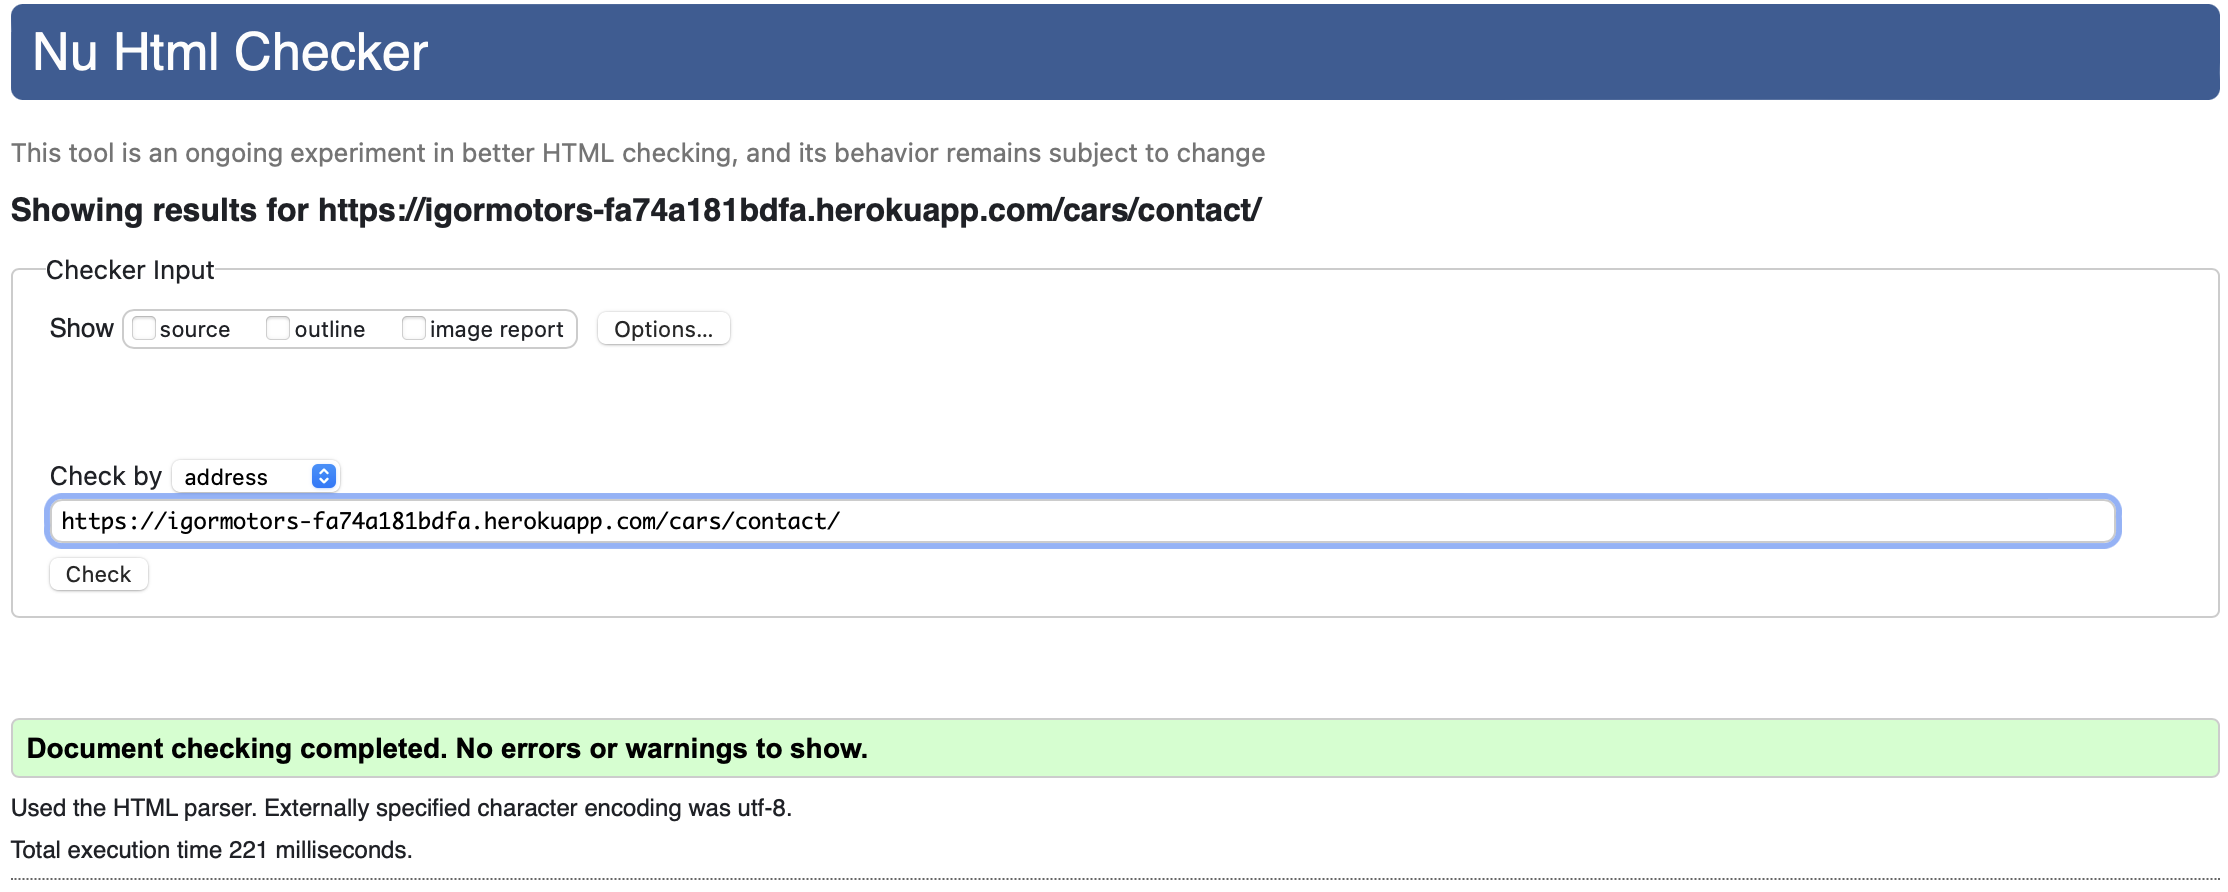 Nu Html Checker
This tool is an ongoing experiment in better HTML checking, and its behavior remains subject to change
Showing results for https://igormotors-fa74a181bdfa.herokuapp.com/cars/contact/
Checker Input
Show source outline image report Options...
Check by address
https://igormotors-fa74a181bdfa.herokuapp.com/cars/contact/
Check
Document checking completed. No errors or warnings to show.
Used the HTML parser. Externally specified character encoding was utf-8.
Total execution time 221 milliseconds.